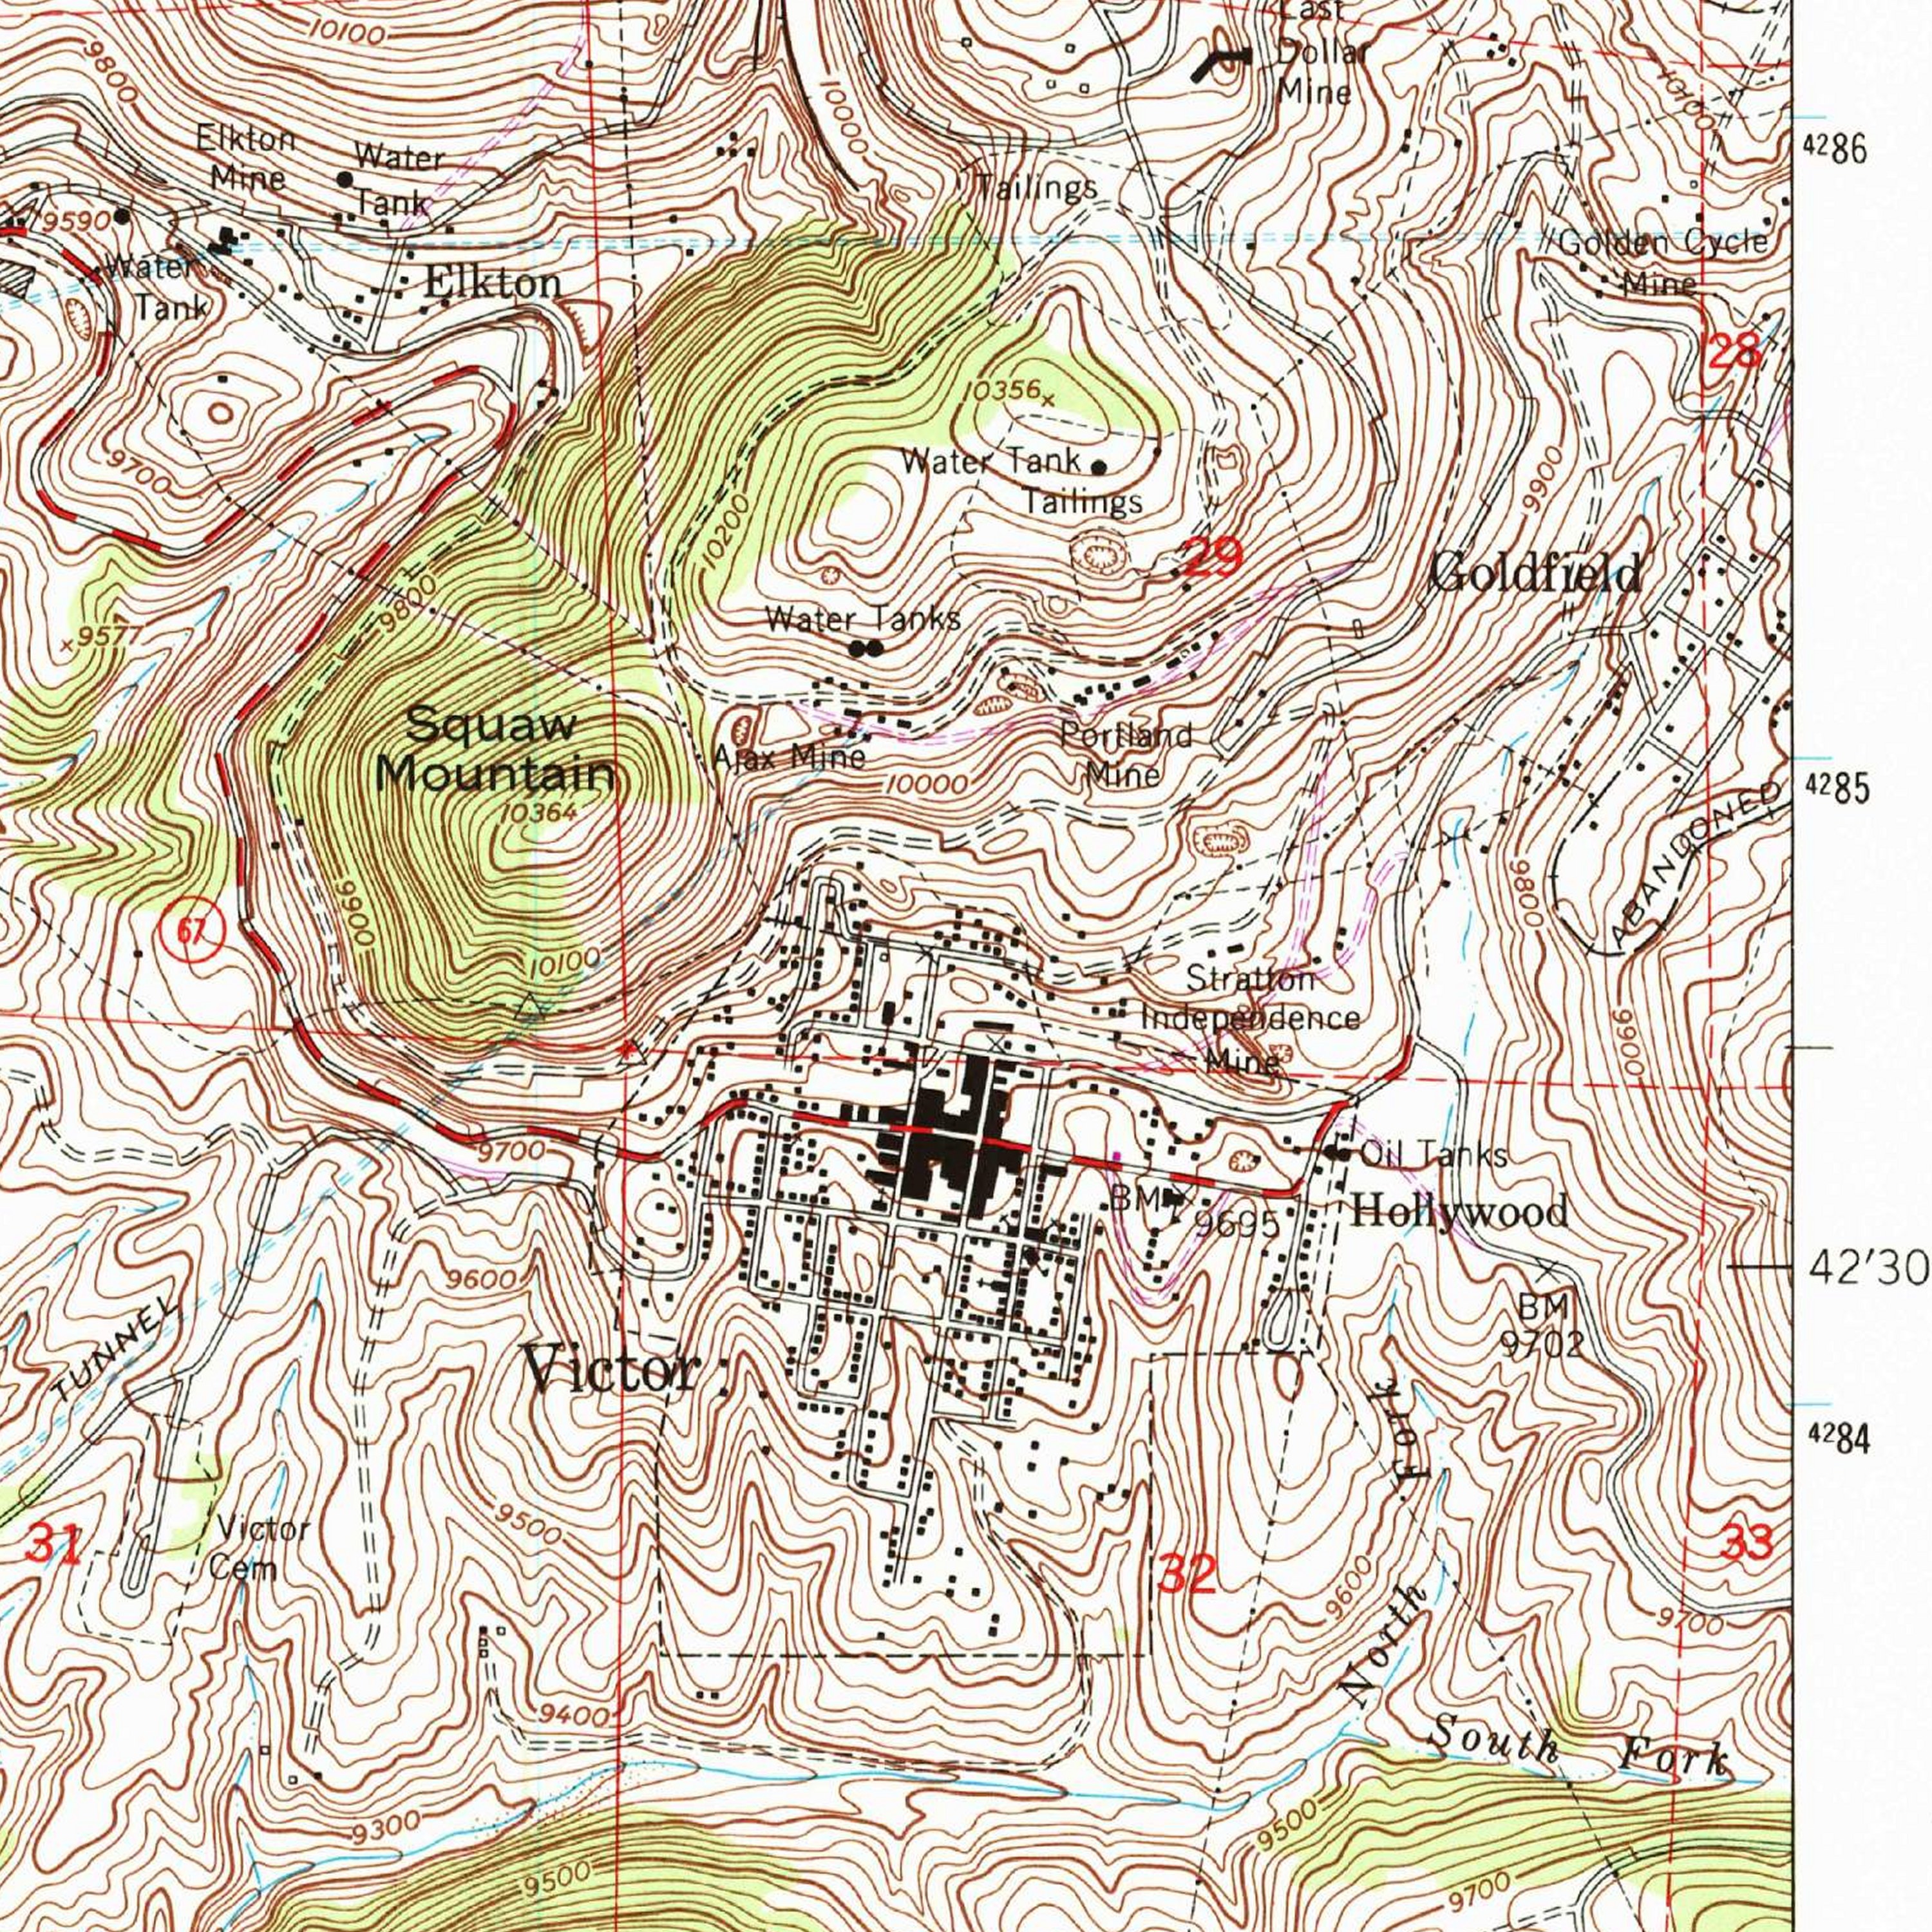 10100
9800
Last
Dollar
Mine
10000
10100
Elkton
Mine
Water
Tank
4286
Tailings
9590
Golden Cycle
Mine
Water
Tank
Elkton
28
10356
9700
Water Tank
Tailings
9900
10200
29
Goldfield
9800
9577
Water Tanks
Squaw
Mountain
10364
Ajax Mine
Portland
Mine
10000
4285
ABANDONED
9900
9800
67
10100
Stratton
Independence
Mine
9900
9700
Oil Tanks
BM
9695
Hollywood
9600
42'30
BM
9702
TUNNEL
Victor
4284
31
Victor
Cem
9500
32
33
North Fork
9600
9700
9400
South Fork
9300
9500
9500
9700